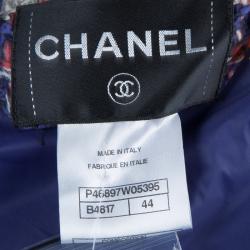 CHANEL
MADE IN ITALY
FABRIQUE EN ITALIE
P46897W05395
B4817 44